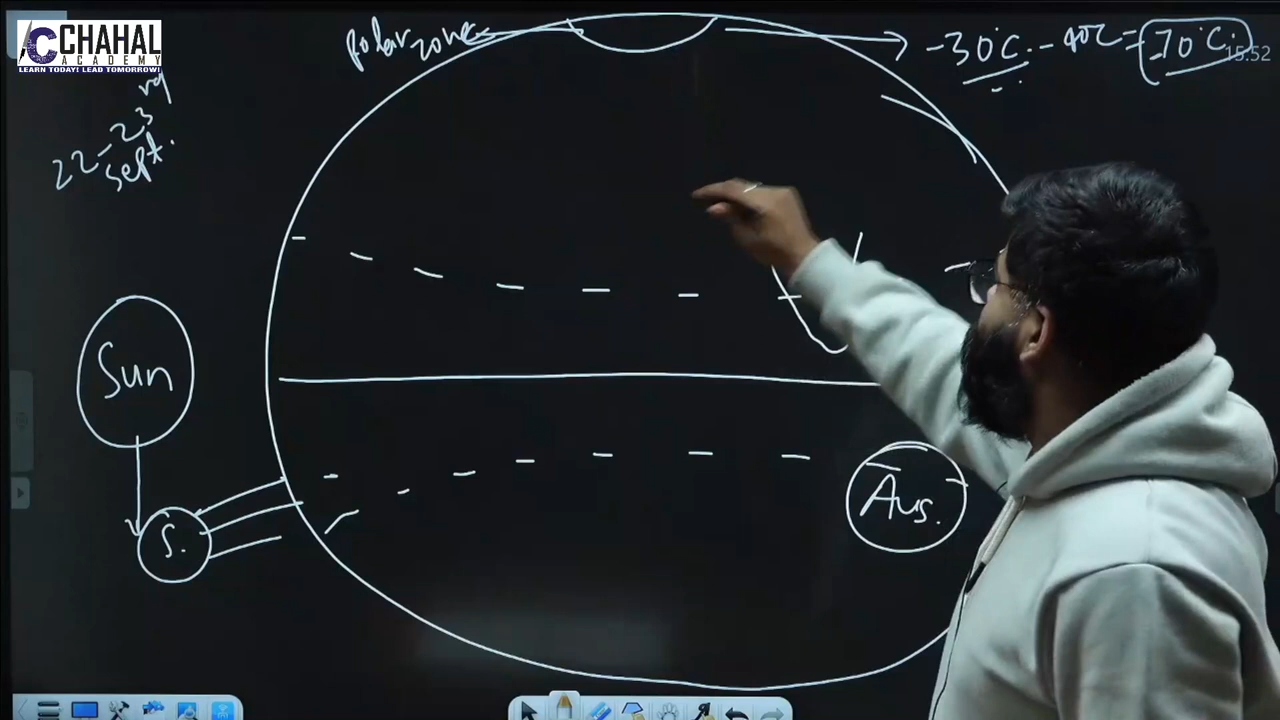 CHAHAL
ACADEMY
LEARN TODAY! LEAD TOMORROW!
polar zones
-30°C. - 40°C = -70°C.
15:52
22-23rd
sept.
Sun
S.
Aus.